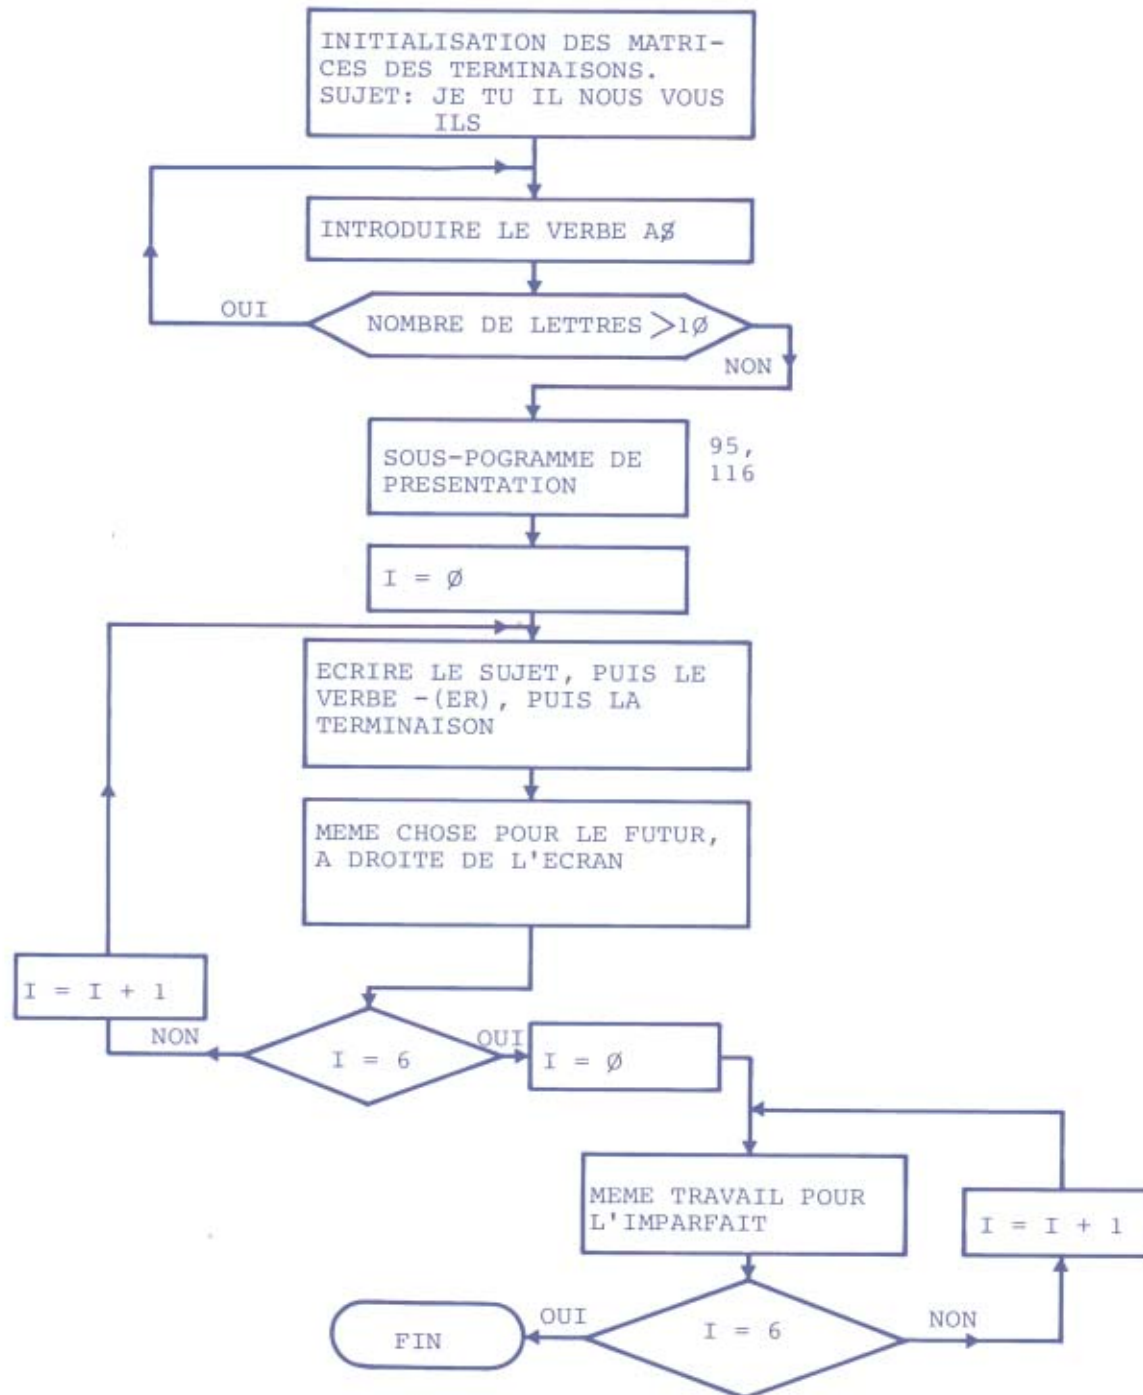 INITIALISATION DES MATRI-
CES DES TERMINAISONS.
SUJET: JE TU IL NOUS VOUS
ILS
INTRODUIRE LE VERBE A$
OUI
NOMBRE DE LETTRES >1Ø
NON
SOUS-POGRAMME DE
PRESENTATION
95,
116
I = Ø
ECRIRE LE SUJET, PUIS LE
VERBE -(ER), PUIS LA
TERMINAISON
MEME CHOSE POUR LE FUTUR,
A DROITE DE L'ECRAN
I = I + 1
NON
I = 6
OUI
I = Ø
MEME TRAVAIL POUR
L'IMPARFAIT
I = I + 1
OUI
I = 6
NON
FIN